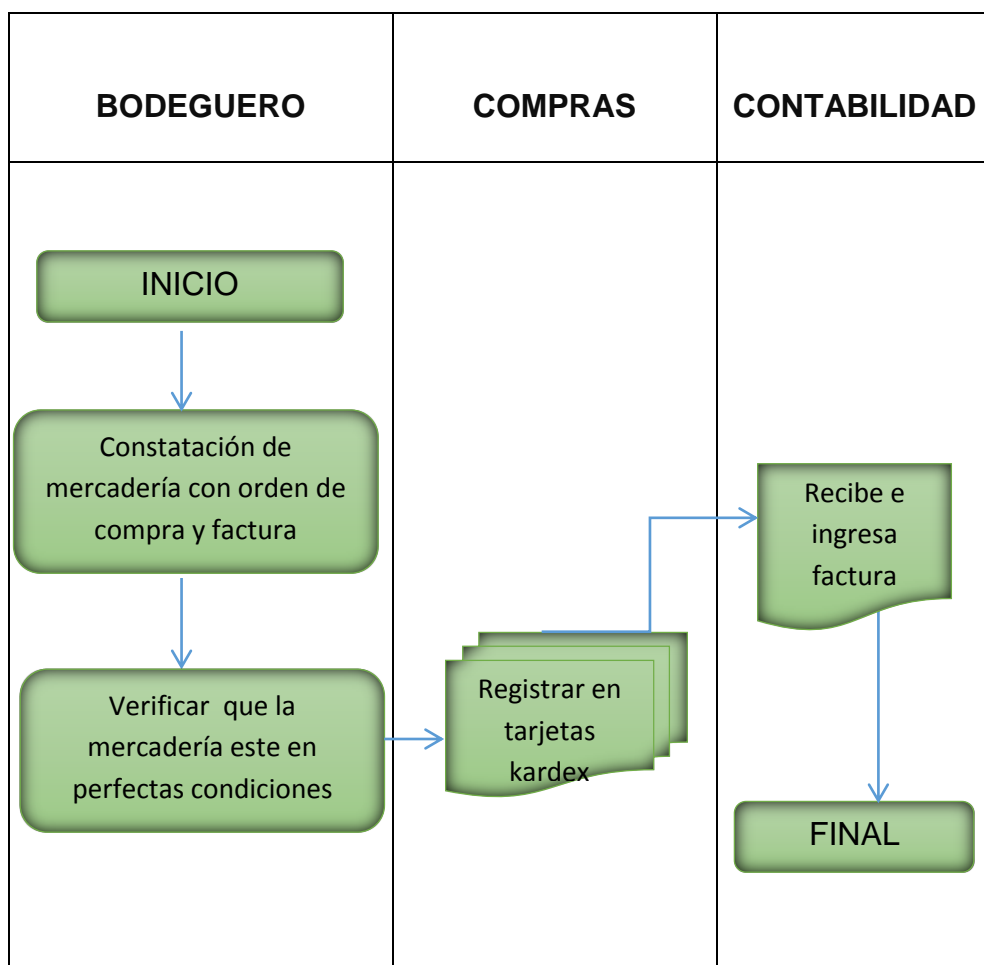 BODEGUERO
COMPRAS
CONTABILIDAD
INICIO
Constatación de
mercadería con orden de
compra y factura
Verificar que la
mercadería este en
perfectas condiciones
Registrar en
tarjetas
kardex
Recibe e
ingresa
factura
FINAL